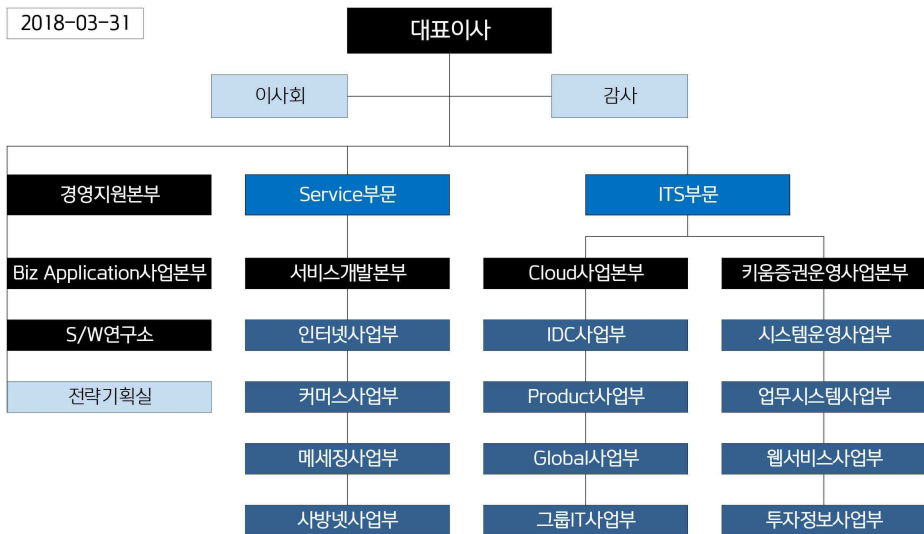 2018-03-31
대표이사
이사회
감사
경영지원본부
Service부문
ITS부문
Biz Application사업본부
서비스개발본부
Cloud사업본부
키움증권운영사업본부
S/W연구소
인터넷사업부
IDC사업부
시스템운영사업부
전략기획실
커머스사업부
Product사업부
업무시스템사업부
메세징사업부
Global사업부
웹서비스사업부
사방넷사업부
그룹IT사업부
투자정보사업부